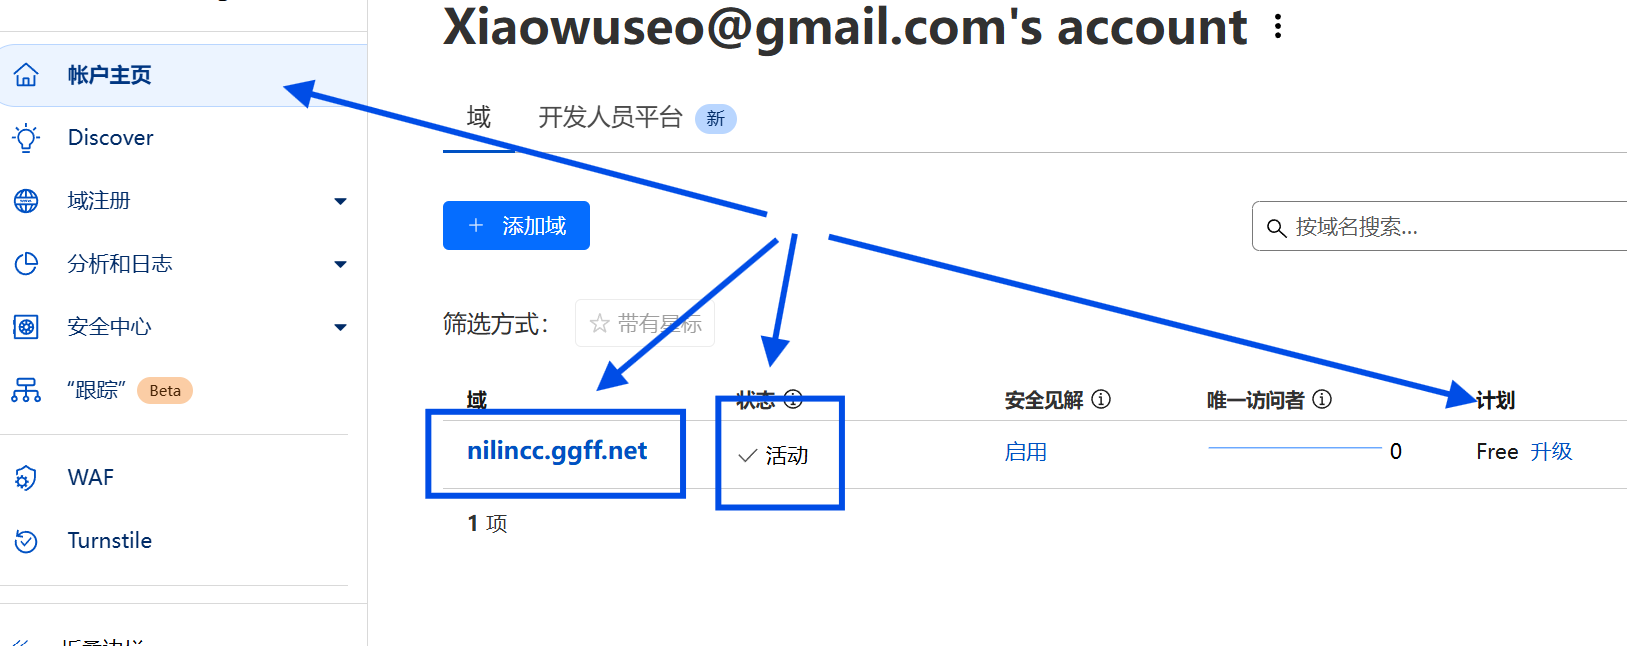 Xiaowuseo@gmail.com's account
帐户主页
Discover
域注册
分析和日志
安全中心
“跟踪” Beta
WAF
Turnstile
域
开发人员平台 新
添加域
按域名搜索...
筛选方式：
带有星标
域 状态 安全见解 唯一访问者 计划
nilincc.ggff.net 活动 启用 0 Free 升级
1 项